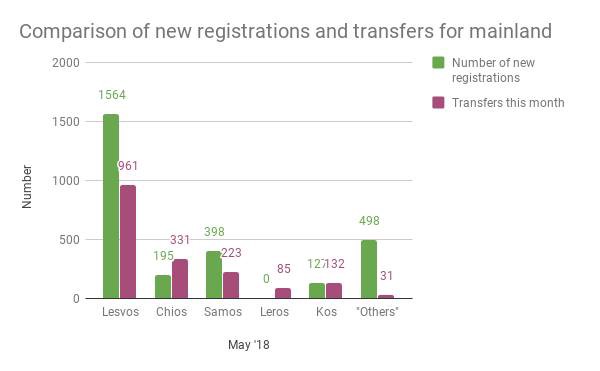 Comparison of new registrations and transfers for mainland
Number of new
registrations
Transfers this month
Number
2000
1500
1000
500
0
1564
961
195
331
398
223
0
85
127
132
498
31
Lesvos
Chios
Samos
Leros
Kos
"Others"
May '18